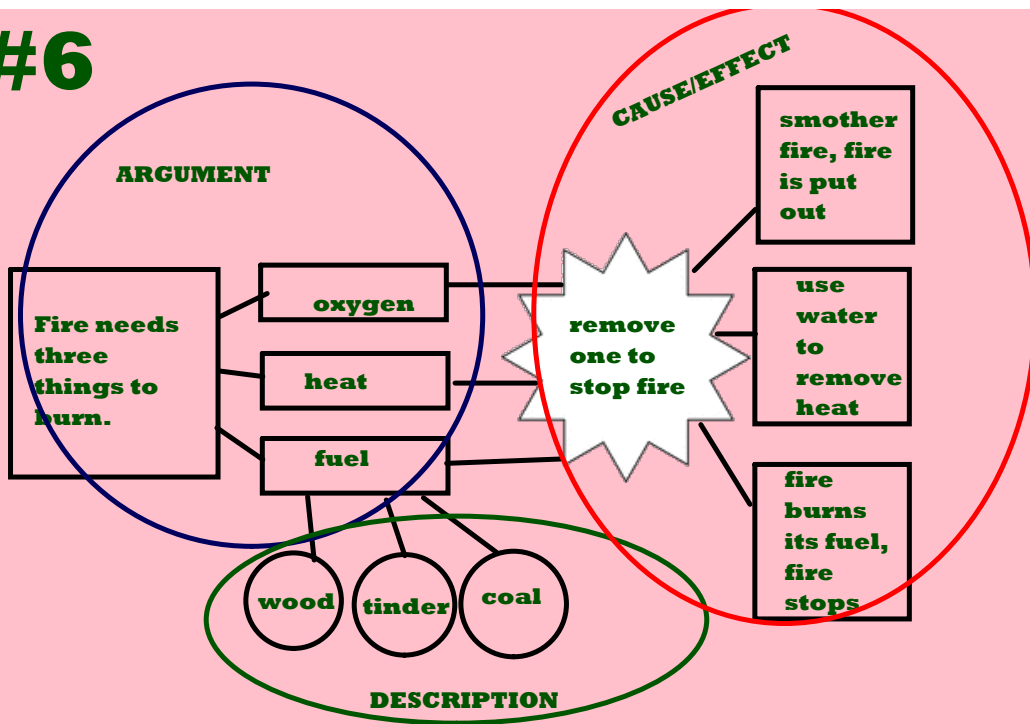 #6
ARGUMENT
CAUSE/EFFECT
Fire needs
three
things to
burn.
oxygen
heat
fuel
wood
tinder
coal
DESCRIPTION
remove
one to
stop fire
smother
fire, fire
is put
out
use
water
to
remove
heat
fire
burns
its fuel,
fire
stops